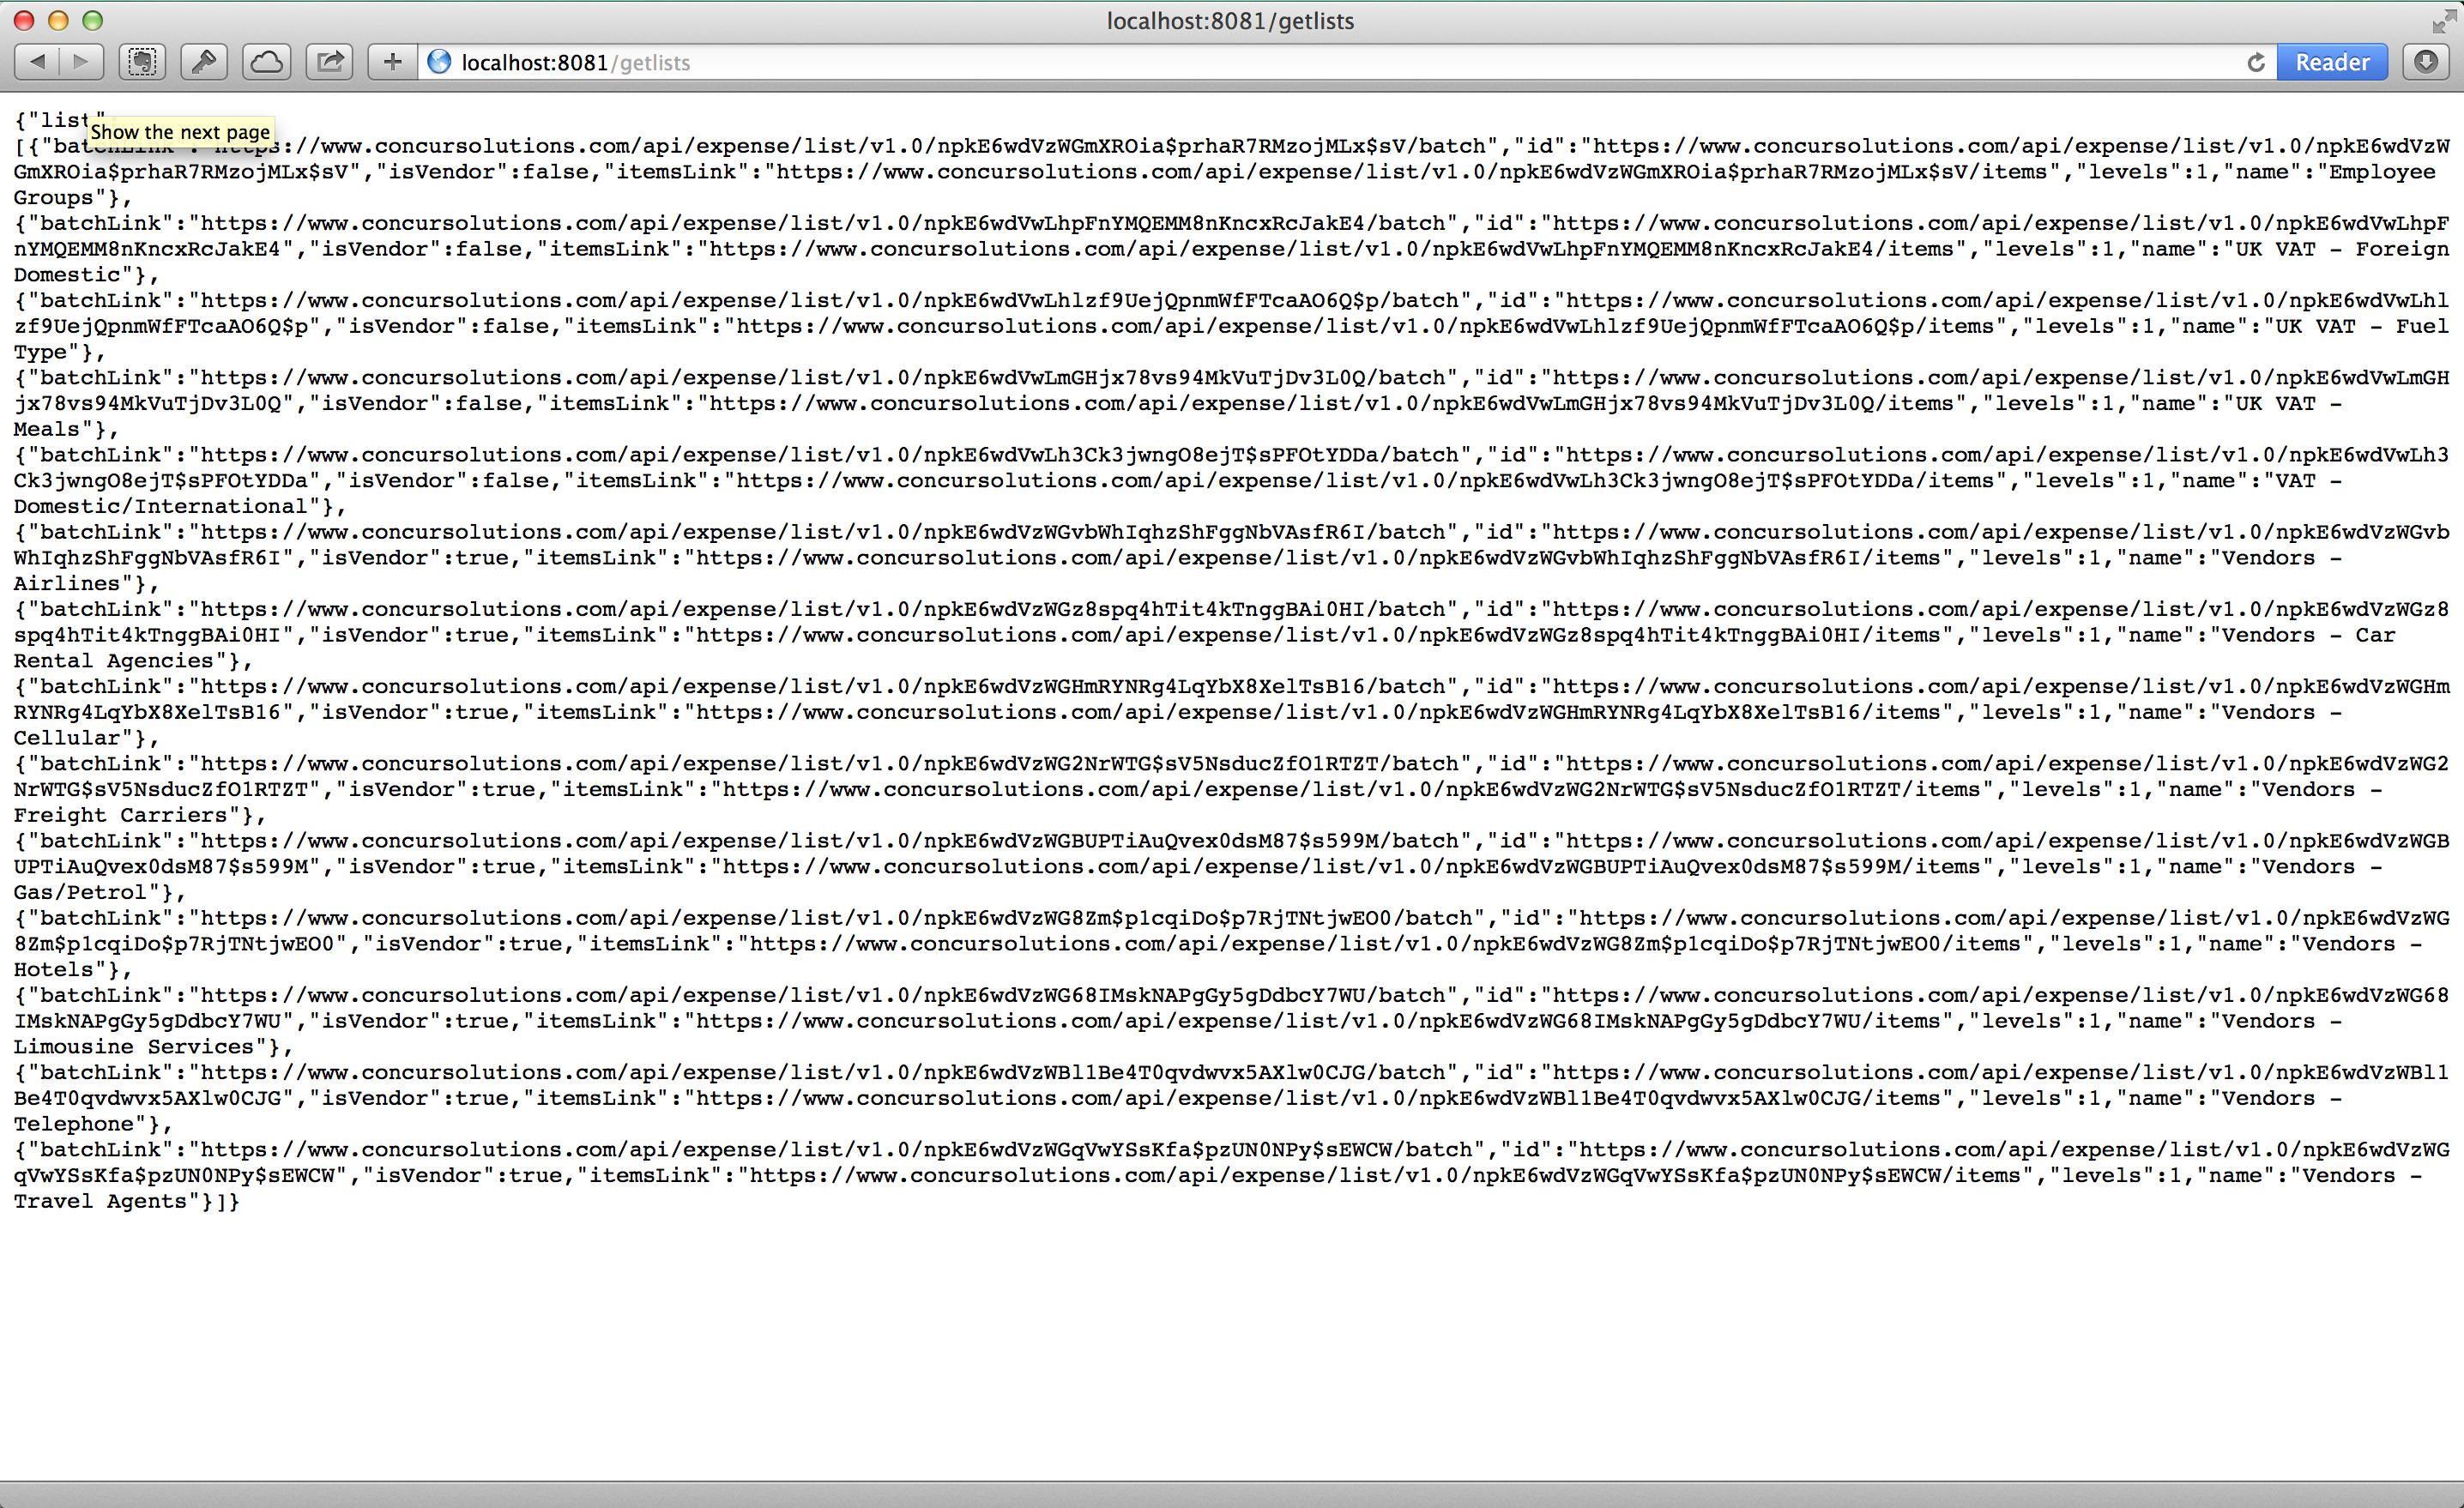 localhost:8081/getlists
localhost:8081/getlists
Reader
{"list":
Show the next page
[{"batchLink":"https://www.concursolutions.com/api/expense/list/v1.0/npkE6wdVzWGmXROia$prhaR7RMzojMLx$sV/batch","id":"https://www.concursolutions.com/api/expense/list/v1.0/npkE6wdVzW
GmXROia$prhaR7RMzojMLx$sV","isVendor":false,"itemsLink":"https://www.concursolutions.com/api/expense/list/v1.0/npkE6wdVzWGmXROia$prhaR7RMzojMLx$sV/items","levels":1,"name":"Employee
Groups"},
{"batchLink":"https://www.concursolutions.com/api/expense/list/v1.0/npkE6wdVwLhpFnYMQEMM8nKncxRcJakE4/batch","id":"https://www.concursolutions.com/api/expense/list/v1.0/npkE6wdVwLhpF
nYMQEMM8nKncxRcJakE4","isVendor":false,"itemsLink":"https://www.concursolutions.com/api/expense/list/v1.0/npkE6wdVwLhpFnYMQEMM8nKncxRcJakE4/items","levels":1,"name":"UK VAT - Foreign
Domestic"},
{"batchLink":"https://www.concursolutions.com/api/expense/list/v1.0/npkE6wdVwLhlzf9UejQpnmWfFTcaAO6Q$p/batch","id":"https://www.concursolutions.com/api/expense/list/v1.0/npkE6wdVwLhl
zf9UejQpnmWfFTcaAO6Q$p","isVendor":false,"itemsLink":"https://www.concursolutions.com/api/expense/list/v1.0/npkE6wdVwLhlzf9UejQpnmWfFTcaAO6Q$p/items","levels":1,"name":"UK VAT - Fuel
Type"},
{"batchLink":"https://www.concursolutions.com/api/expense/list/v1.0/npkE6wdVwLmGHjx78vs94MkVuTjDv3L0Q/batch","id":"https://www.concursolutions.com/api/expense/list/v1.0/npkE6wdVwLmGH
jx78vs94MkVuTjDv3L0Q","isVendor":false,"itemsLink":"https://www.concursolutions.com/api/expense/list/v1.0/npkE6wdVwLmGHjx78vs94MkVuTjDv3L0Q/items","levels":1,"name":"UK VAT -
Meals"},
{"batchLink":"https://www.concursolutions.com/api/expense/list/v1.0/npkE6wdVwLh3Ck3jwngO8ejT$sPFOtYDDa/batch","id":"https://www.concursolutions.com/api/expense/list/v1.0/npkE6wdVwLh3
Ck3jwngO8ejT$sPFOtYDDa","isVendor":false,"itemsLink":"https://www.concursolutions.com/api/expense/list/v1.0/npkE6wdVwLh3Ck3jwngO8ejT$sPFOtYDDa/items","levels":1,"name":"VAT -
Domestic/International"},
{"batchLink":"https://www.concursolutions.com/api/expense/list/v1.0/npkE6wdVzWGvbWhIqhzShFggNbVAsfR6I/batch","id":"https://www.concursolutions.com/api/expense/list/v1.0/npkE6wdVzWGvb
WhIqhzShFggNbVAsfR6I","isVendor":true,"itemsLink":"https://www.concursolutions.com/api/expense/list/v1.0/npkE6wdVzWGvbWhIqhzShFggNbVAsfR6I/items","levels":1,"name":"Vendors -
Airlines"},
{"batchLink":"https://www.concursolutions.com/api/expense/list/v1.0/npkE6wdVzWGz8spq4hTit4kTnggBAi0HI/batch","id":"https://www.concursolutions.com/api/expense/list/v1.0/npkE6wdVzWGz8
spq4hTit4kTnggBAi0HI","isVendor":true,"itemsLink":"https://www.concursolutions.com/api/expense/list/v1.0/npkE6wdVzWGz8spq4hTit4kTnggBAi0HI/items","levels":1,"name":"Vendors - Car
Rental Agencies"},
{"batchLink":"https://www.concursolutions.com/api/expense/list/v1.0/npkE6wdVzWGHmRYNRg4LqYbX8XelTsB16/batch","id":"https://www.concursolutions.com/api/expense/list/v1.0/npkE6wdVzWGHm
RYNRg4LqYbX8XelTsB16","isVendor":true,"itemsLink":"https://www.concursolutions.com/api/expense/list/v1.0/npkE6wdVzWGHmRYNRg4LqYbX8XelTsB16/items","levels":1,"name":"Vendors -
Cellular"},
{"batchLink":"https://www.concursolutions.com/api/expense/list/v1.0/npkE6wdVzWG2NrWTG$sV5NsducZfO1RTZT/batch","id":"https://www.concursolutions.com/api/expense/list/v1.0/npkE6wdVzWG2
NrWTG$sV5NsducZfO1RTZT","isVendor":true,"itemsLink":"https://www.concursolutions.com/api/expense/list/v1.0/npkE6wdVzWG2NrWTG$sV5NsducZfO1RTZT/items","levels":1,"name":"Vendors -
Freight Carriers"},
{"batchLink":"https://www.concursolutions.com/api/expense/list/v1.0/npkE6wdVzWGBUPTiAuQvex0dsM87$s599M/batch","id":"https://www.concursolutions.com/api/expense/list/v1.0/npkE6wdVzWGB
UPTiAuQvex0dsM87$s599M","isVendor":true,"itemsLink":"https://www.concursolutions.com/api/expense/list/v1.0/npkE6wdVzWGBUPTiAuQvex0dsM87$s599M/items","levels":1,"name":"Vendors -
Gas/Petrol"},
{"batchLink":"https://www.concursolutions.com/api/expense/list/v1.0/npkE6wdVzWG8Zm$p1cqiDo$p7RjTNtjwEO0/batch","id":"https://www.concursolutions.com/api/expense/list/v1.0/npkE6wdVzWG
8Zm$p1cqiDo$p7RjTNtjwEO0","isVendor":true,"itemsLink":"https://www.concursolutions.com/api/expense/list/v1.0/npkE6wdVzWG8Zm$p1cqiDo$p7RjTNtjwEO0/items","levels":1,"name":"Vendors -
Hotels"},
{"batchLink":"https://www.concursolutions.com/api/expense/list/v1.0/npkE6wdVzWG68IMskNAPgGy5gDdbcY7WU/batch","id":"https://www.concursolutions.com/api/expense/list/v1.0/npkE6wdVzWG68
IMskNAPgGy5gDdbcY7WU","isVendor":true,"itemsLink":"https://www.concursolutions.com/api/expense/list/v1.0/npkE6wdVzWG68IMskNAPgGy5gDdbcY7WU/items","levels":1,"name":"Vendors -
Limousine Services"},
{"batchLink":"https://www.concursolutions.com/api/expense/list/v1.0/npkE6wdVzWBl1Be4T0qvdwvx5AXlw0CJG/batch","id":"https://www.concursolutions.com/api/expense/list/v1.0/npkE6wdVzWBl1
Be4T0qvdwvx5AXlw0CJG","isVendor":true,"itemsLink":"https://www.concursolutions.com/api/expense/list/v1.0/npkE6wdVzWBl1Be4T0qvdwvx5AXlw0CJG/items","levels":1,"name":"Vendors -
Telephone"},
{"batchLink":"https://www.concursolutions.com/api/expense/list/v1.0/npkE6wdVzWGqVwYSsKfa$pzUN0NPy$sEWCW/batch","id":"https://www.concursolutions.com/api/expense/list/v1.0/npkE6wdVzWG
qVwYSsKfa$pzUN0NPy$sEWCW","isVendor":true,"itemsLink":"https://www.concursolutions.com/api/expense/list/v1.0/npkE6wdVzWGqVwYSsKfa$pzUN0NPy$sEWCW/items","levels":1,"name":"Vendors -
Travel Agents"}]}